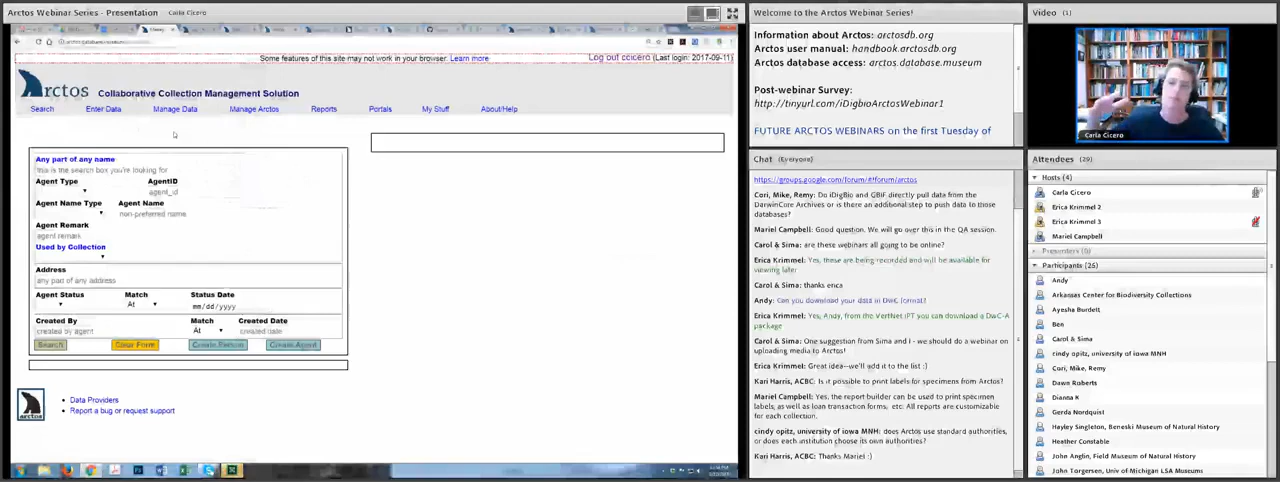 Arctos Webinar Series - Presentation
Carla Cicero
Some features of this site may not work in your browser. Learn more
Log out ccicero (Last login: 2017-09-11)
Arctos
Collaborative Collection Management Solution
Search
Enter Data
Manage Data
Manage Arctos
Reports
Portals
My Stuff
About/Help
Any part of any name
this is the search box you're looking for
Agent Type
AgentID
agent_id
Agent Name Type
Agent Name
non-preferred name
Agent Remark
agent remark
Used by Collection
Address
any part of any address
Agent Status
Match
Status Date
At
mm/dd/yyyy
Created By
Match
Created Date
created by agent
At
created date
Search
Clear Form
Create Person
Create Agent
arctos
Data Providers
Report a bug or request support
Welcome to the Arctos Webinar Series!
Information about Arctos: arctosdb.org
Arctos user manual: handbook.arctosdb.org
Arctos database access: arctos.database.museum
Post-webinar Survey:
http://tinyurl.com/iDigbioArctosWebinar1
FUTURE ARCTOS WEBINARS on the first Tuesday of
Chat (Everyone)
https://groups.google.com/forum/#!forum/arctos
Cori, Mike, Remy: Do iDigBio and GBIF directly pull data from the
DarwinCore Archives or is there an additional step to push data to those
databases?
Mariel Campbell: Good question. We will go over this in the QA session.
Carol & Sima: are these webinars all going to be online?
Erica Krimmel: Yes, these are being recorded and will be available for
viewing later
Carol & Sima: thanks erica
Andy: Can you download your data in DwC format?
Erica Krimmel: Yes, Andy, from the VertNet IPT you can download a DwC-A
package
Carol & Sima: One suggestion from Sima and I - we should do a webinar on
uploading media to Arctos!
Erica Krimmel: Great idea--we'll add it to the list :)
Kari Harris, ACBC: Is it possible to print labels for specimens from Arctos?
Mariel Campbell: Yes, the report builder can be used to print specimen
labels, as well as loan transaction forms, etc. All reports are customizable
for each collection.
cindy opitz, university of iowa MNH: does Arctos use standard authorities,
or does each institution choose its own authorities?
Kari Harris, ACBC: Thanks Mariel :)
Video (1)
Carla Cicero
Attendees (29)
Hosts (4)
Carla Cicero
Erica Krimmel 2
Erica Krimmel 3
Mariel Campbell
Presenters (0)
Participants (25)
Andy
Arkansas Center for Biodiversity Collections
Ayesha Burdett
Ben
Carol & Sima
cindy opitz, university of iowa MNH
Cori, Mike, Remy
Dawn Roberts
Dianna K
Gerda Nordquist
Hayley Singleton, Beneski Museum of Natural History
Heather Constable
John Anglin, Field Museum of Natural History
John Torgersen, Univ of Michigan LSA Museums